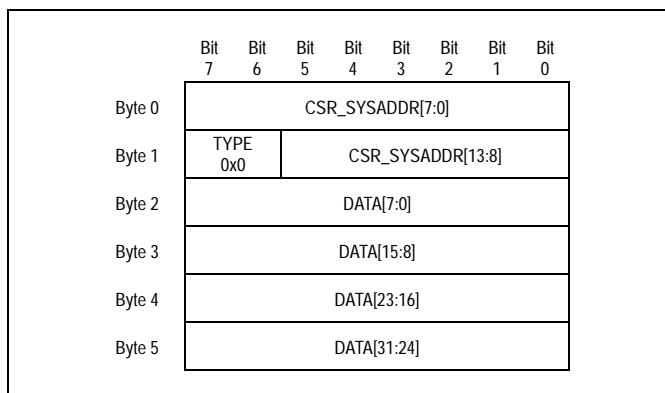 Bit Bit Bit Bit Bit Bit Bit Bit
7 6 5 4 3 2 1 0
Byte 0 CSR_SYSADDR[7:0]
Byte 1 TYPE 0x0 CSR_SYSADDR[13:8]
Byte 2 DATA[7:0]
Byte 3 DATA[15:8]
Byte 4 DATA[23:16]
Byte 5 DATA[31:24]